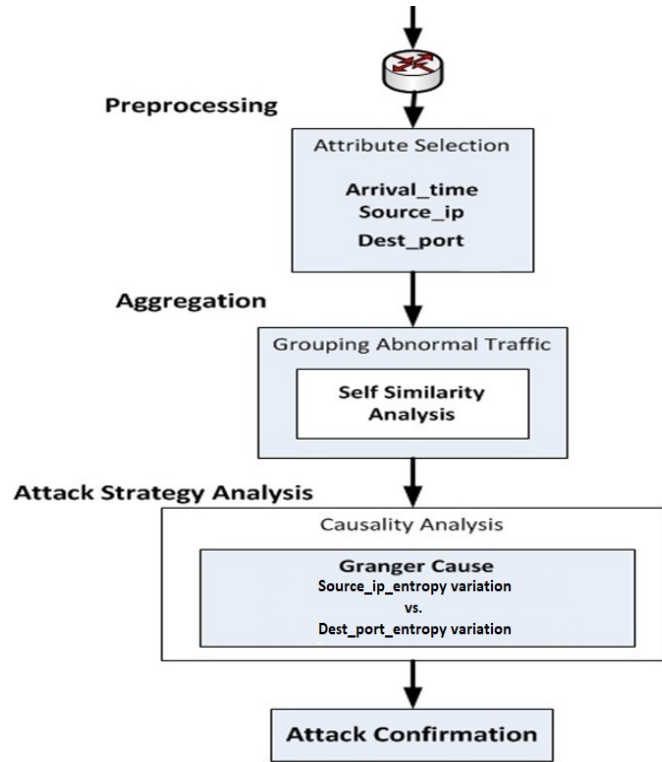 Preprocessing
Attribute Selection
Arrival_time
Source_ip
Dest_port
Aggregation
Grouping Abnormal Traffic
Self Similarity
Analysis
Attack Strategy Analysis
Causality Analysis
Granger Cause
Source_ip_entropy variation
vs.
Dest_port_entropy variation
Attack Confirmation